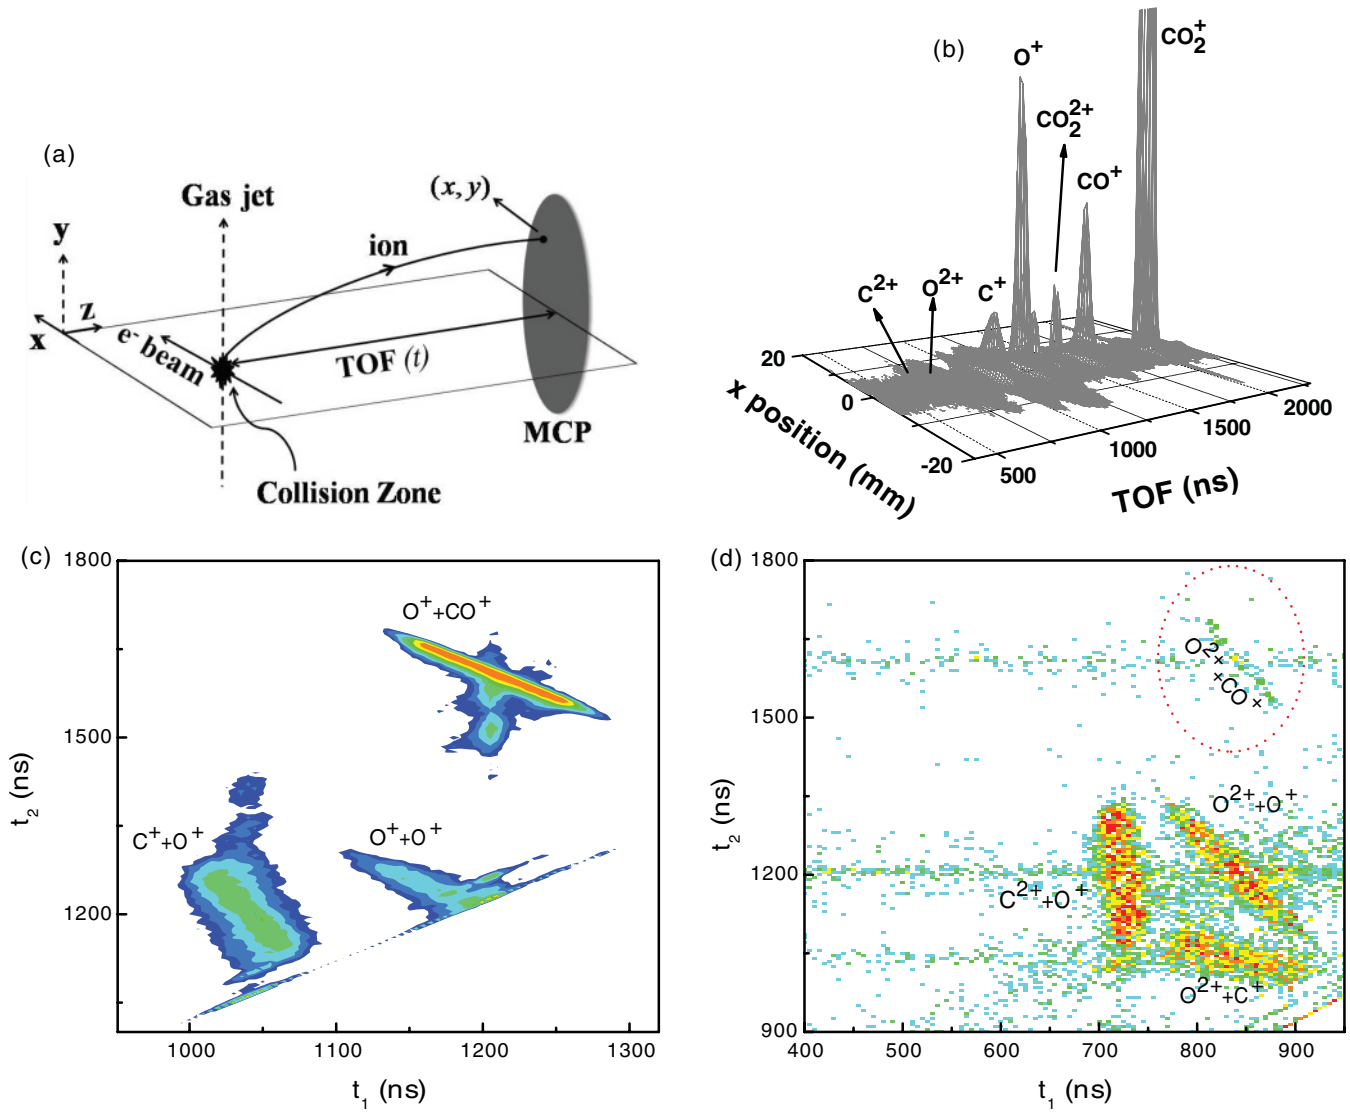 (a)
Gas jet
(x, y)
y
ion
z
x
e⁻ beam
TOF (t)
MCP
Collision Zone
(b)
CO₂⁺
O⁺
CO₂²⁺
CO⁺
C²⁺
O²⁺
C⁺
20
0
-20
x position (mm)
500
1000
1500
2000
TOF (ns)
(c)
1800
1500
1200
t₂ (ns)
O⁺+CO⁺
C⁺+O⁺
O⁺+O⁺
1000
1100
1200
1300
t₁ (ns)
(d)
1800
1500
1200
900
t₂ (ns)
O²⁺+CO⁺
O²⁺+O⁺
C²⁺+O⁺
O²⁺+C⁺
400
500
600
700
800
900
t₁ (ns)